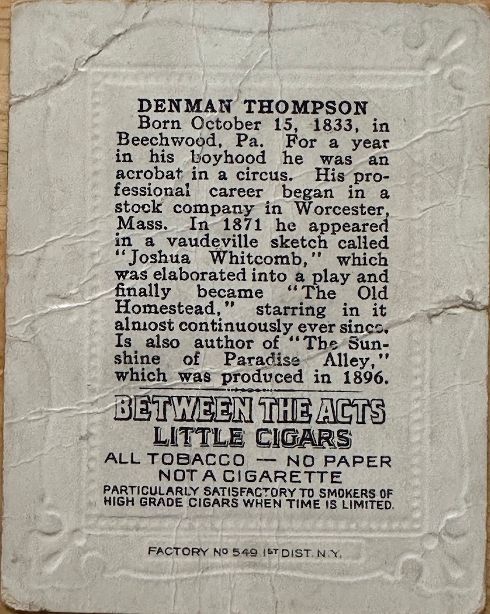 DENMAN THOMPSON
Born October 15, 1833, in
Beechwood, Pa. For a year
in his boyhood he was an
acrobat in a circus. His pro-
fessional career began in a
stock company in Worcester,
Mass. In 1871 he appeared
in a vaudeville sketch called
"Joshua Whitcomb," which
was elaborated into a play and
finally became "The Old
Homestead," starring in it
almost continuously ever since.
Is also author of "The Sun-
shine of Paradise Alley,"
which was produced in 1896.
BETWEEN THE ACTS
LITTLE CIGARS
ALL TOBACCO — NO PAPER
NOT A CIGARETTE
PARTICULARLY SATISFACTORY TO SMOKERS OF
HIGH GRADE CIGARS WHEN TIME IS LIMITED.
FACTORY No 549 1ST DIST. N.Y.